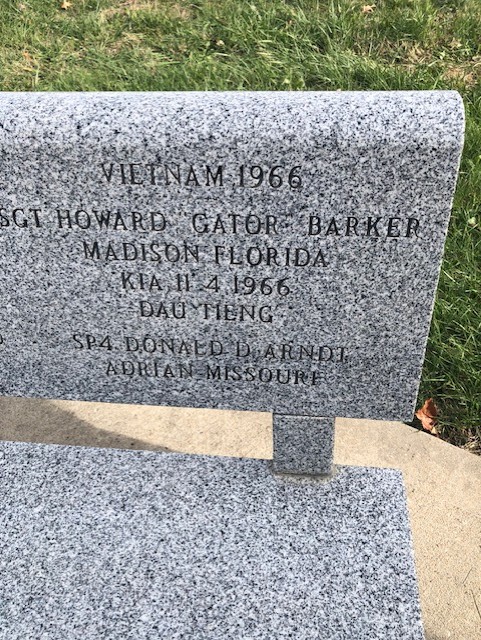 VIETNAM 1966
SGT HOWARD "GATOR" BARKER
MADISON FLORIDA
KIA 11 4 1966
DAU TIENG
SP4 DONALD D. ARNDT
ADRIAN MISSOURI